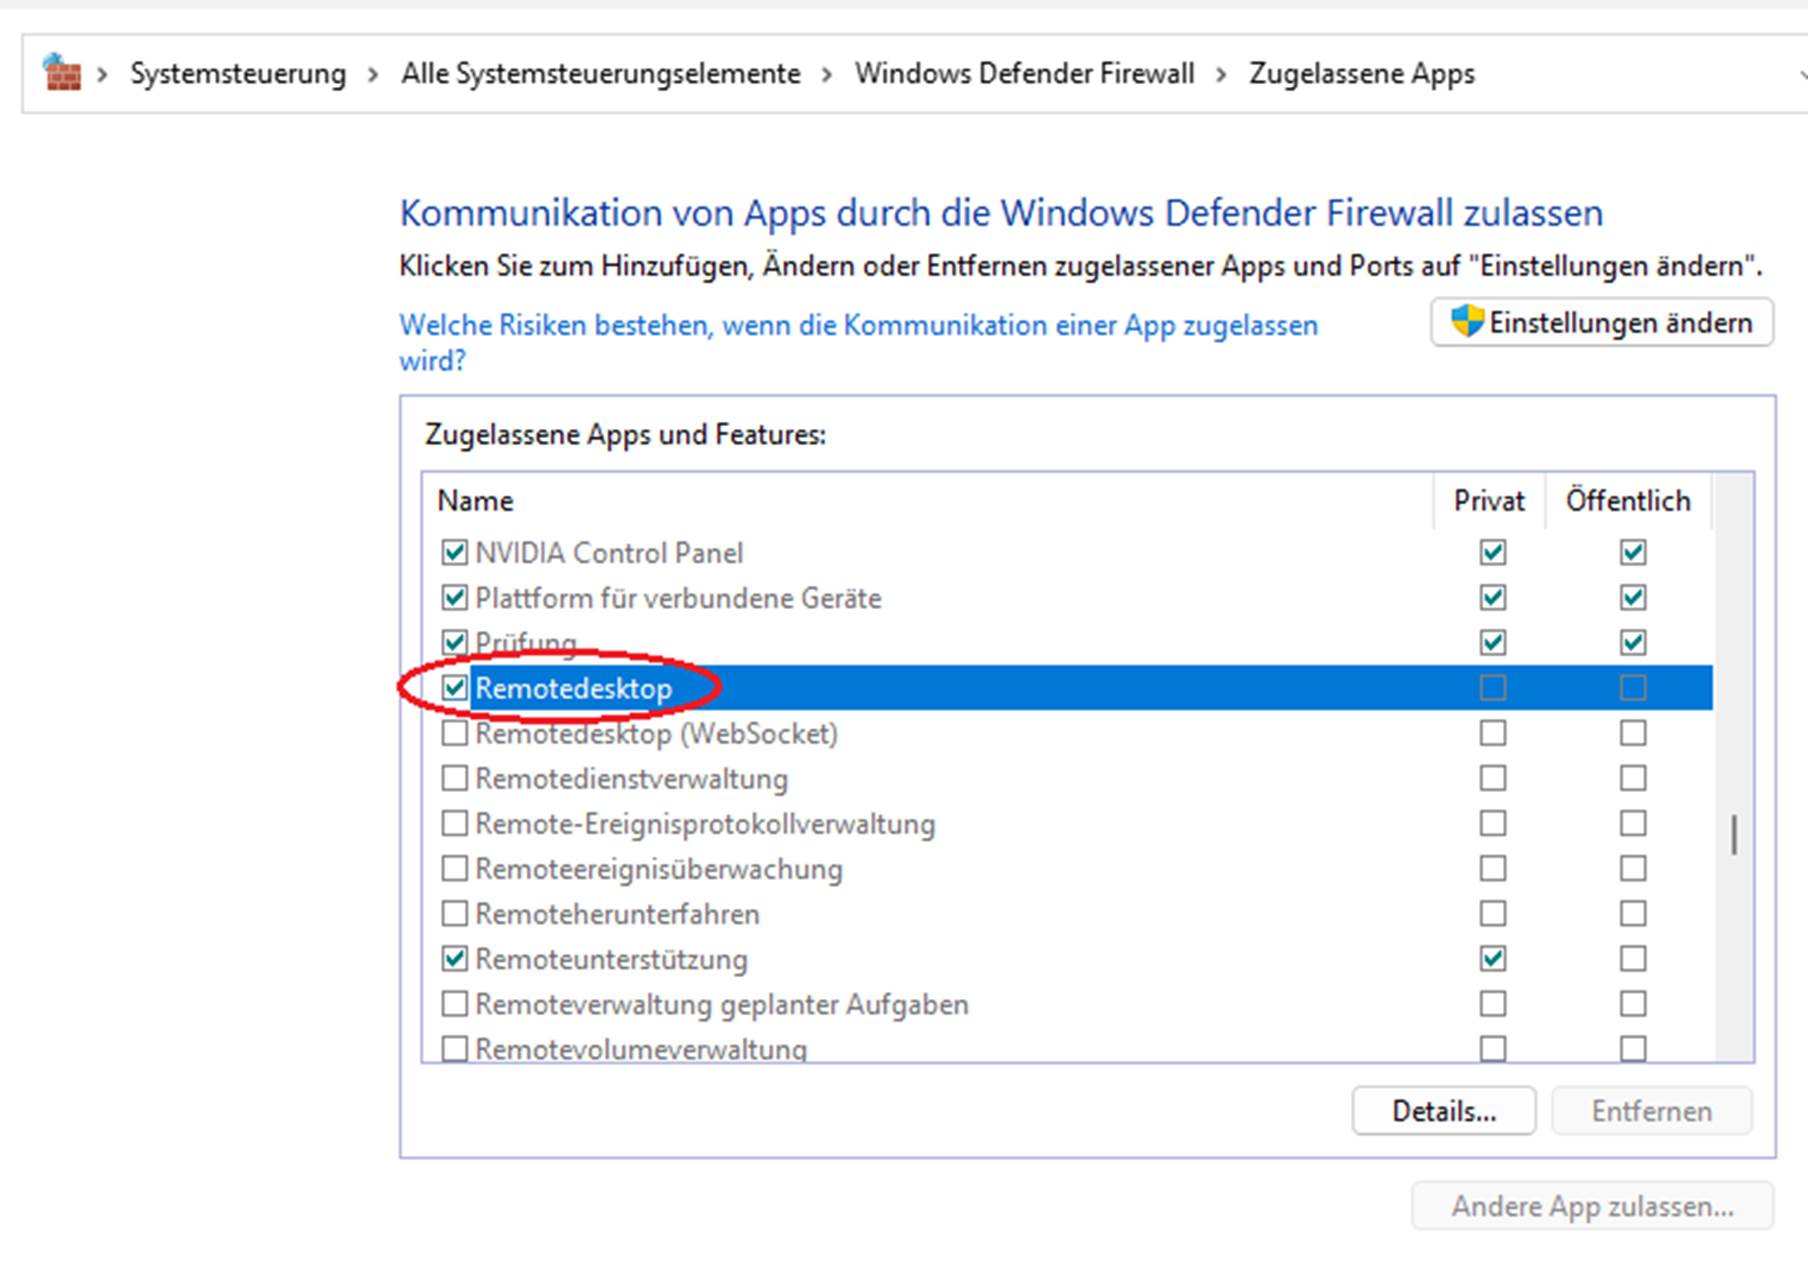 Systemsteuerung > Alle Systemsteuerungselemente > Windows Defender Firewall > Zugelassene Apps
Kommunikation von Apps durch die Windows Defender Firewall zulassen
Klicken Sie zum Hinzufügen, Ändern oder Entfernen zugelassener Apps und Ports auf "Einstellungen ändern".
Welche Risiken bestehen, wenn die Kommunikation einer App zugelassen
wird?
Einstellungen ändern
Zugelassene Apps und Features:
Name Privat Öffentlich
NVIDIA Control Panel
Plattform für verbundene Geräte
Prüfung
Remotedesktop
Remotedesktop (WebSocket)
Remotedienstverwaltung
Remote-Ereignisprotokollverwaltung
Remoteereignisüberwachung
Remoteherunterfahren
Remoteunterstützung
Remoteverwaltung geplanter Aufgaben
Remotevolumeverwaltung
Details... Entfernen
Andere App zulassen...